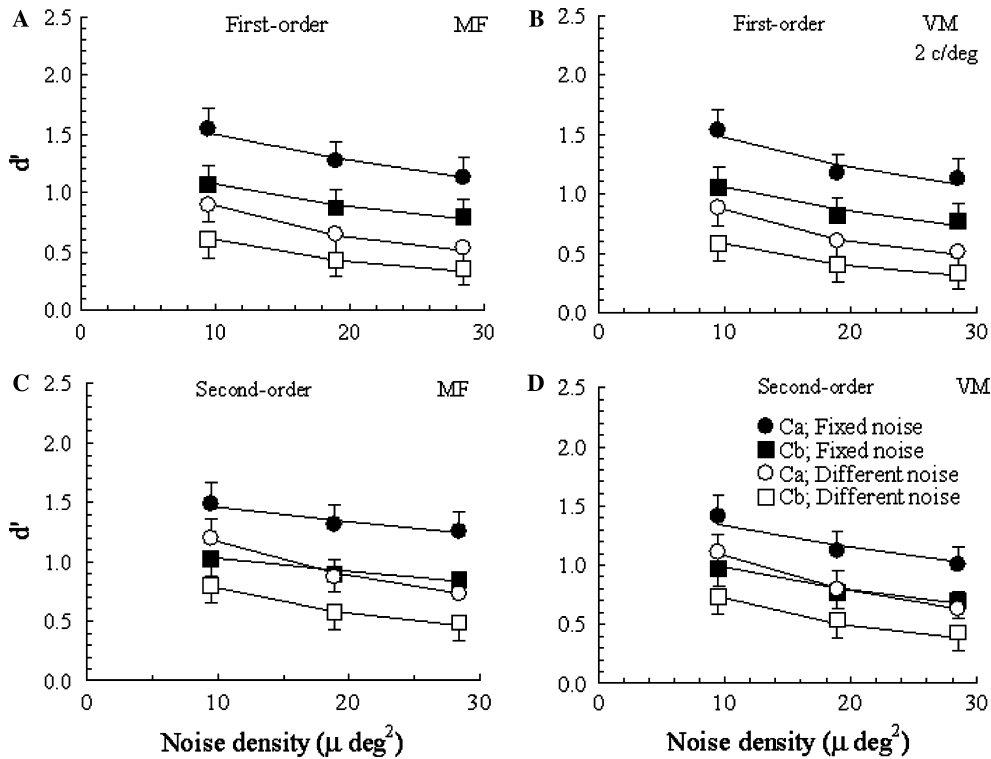 A
First-order
MF
2.5
2.0
1.5
1.0
0.5
0.0
d'
0
10
20
30
B
First-order
VM
2 c/deg
2.5
2.0
1.5
1.0
0.5
0.0
0
10
20
30
C
Second-order
MF
2.5
2.0
1.5
1.0
0.5
0.0
d'
0
10
20
30
Noise density (μ deg²)
D
Second-order
VM
Ca; Fixed noise
Cb; Fixed noise
Ca; Different noise
Cb; Different noise
2.5
2.0
1.5
1.0
0.5
0.0
0
10
20
30
Noise density (μ deg²)